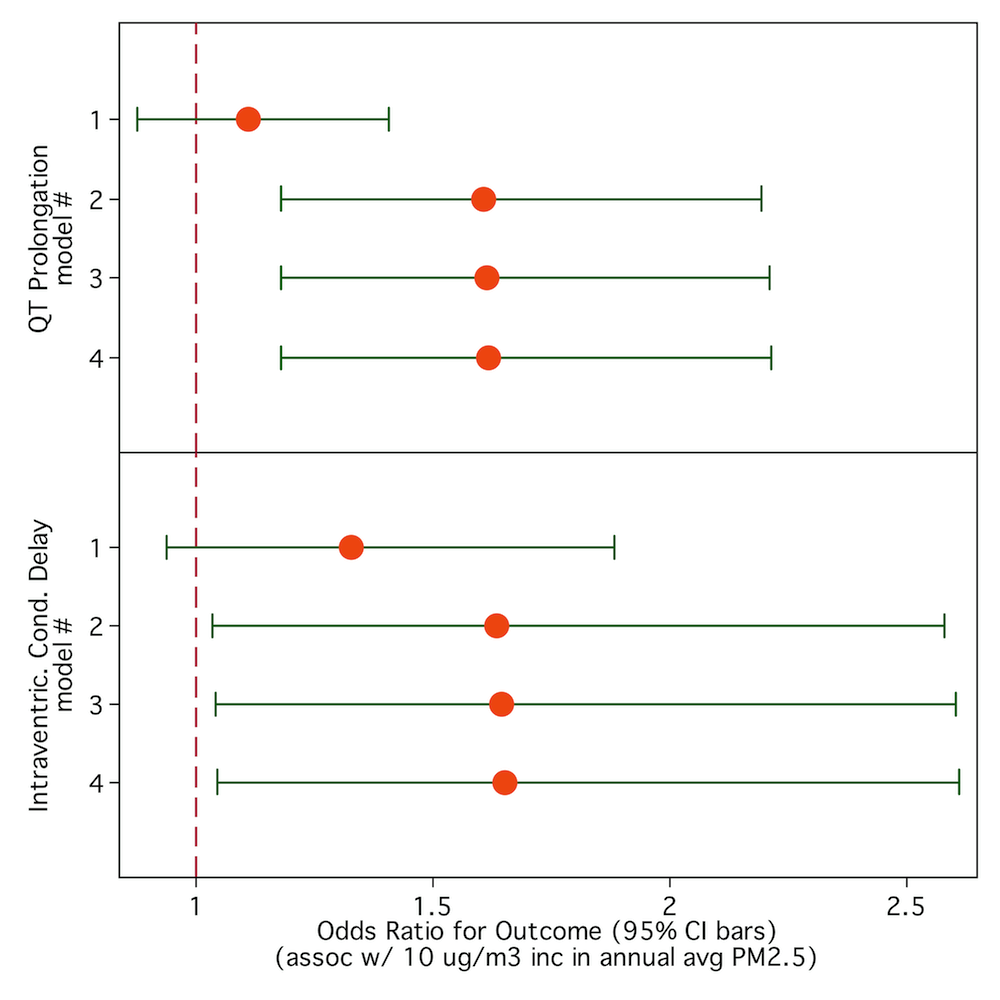 QT Prolongation
model #
1
2
3
4
Intraventric. Cond. Delay
model #
1
2
3
4
1
1.5
2
2.5
Odds Ratio for Outcome (95% CI bars)
(assoc w/ 10 ug/m3 inc in annual avg PM2.5)